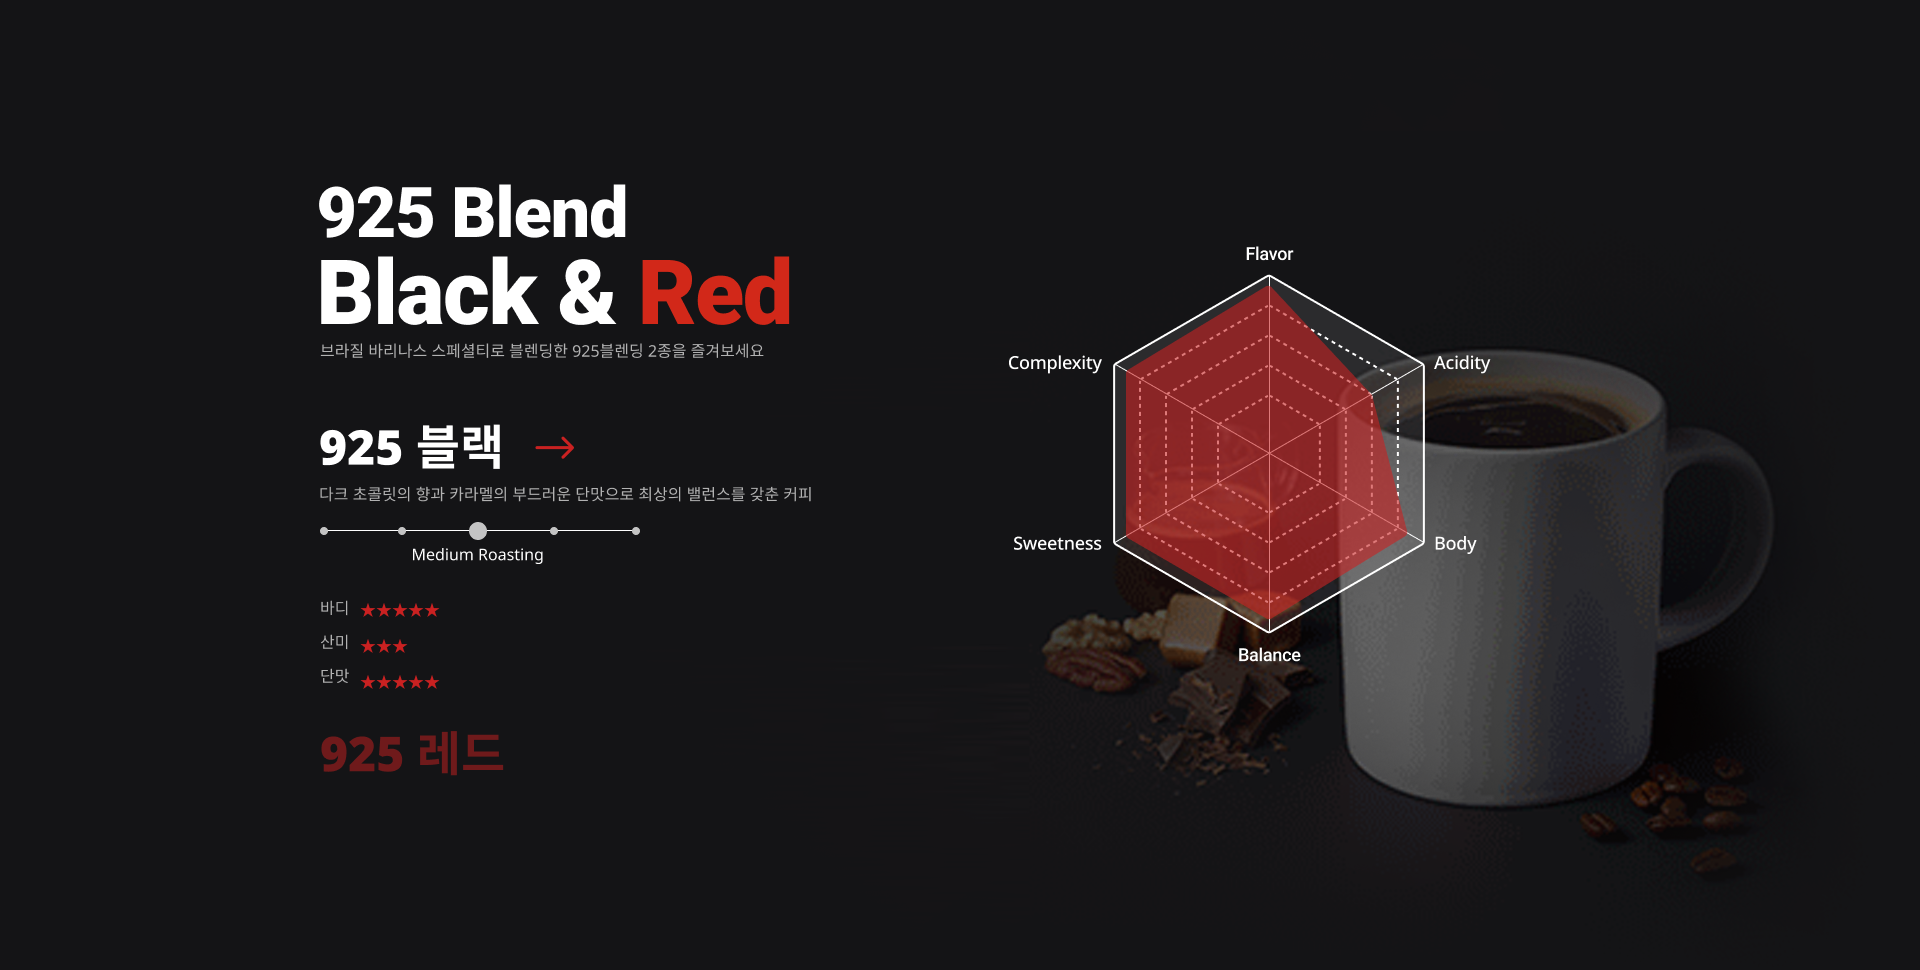 925 Blend
Black & Red
브라질 바리나스 스페셜티로 블렌딩한 925블렌딩 2종을 즐겨보세요
925 블랙 →
다크 초콜릿의 향과 카라멜의 부드러운 단맛으로 최상의 밸런스를 갖춘 커피
Medium Roasting
바디 ★★★★★
산미 ★★★
단맛 ★★★★★
925 레드
Flavor
Complexity
Acidity
Sweetness
Body
Balance